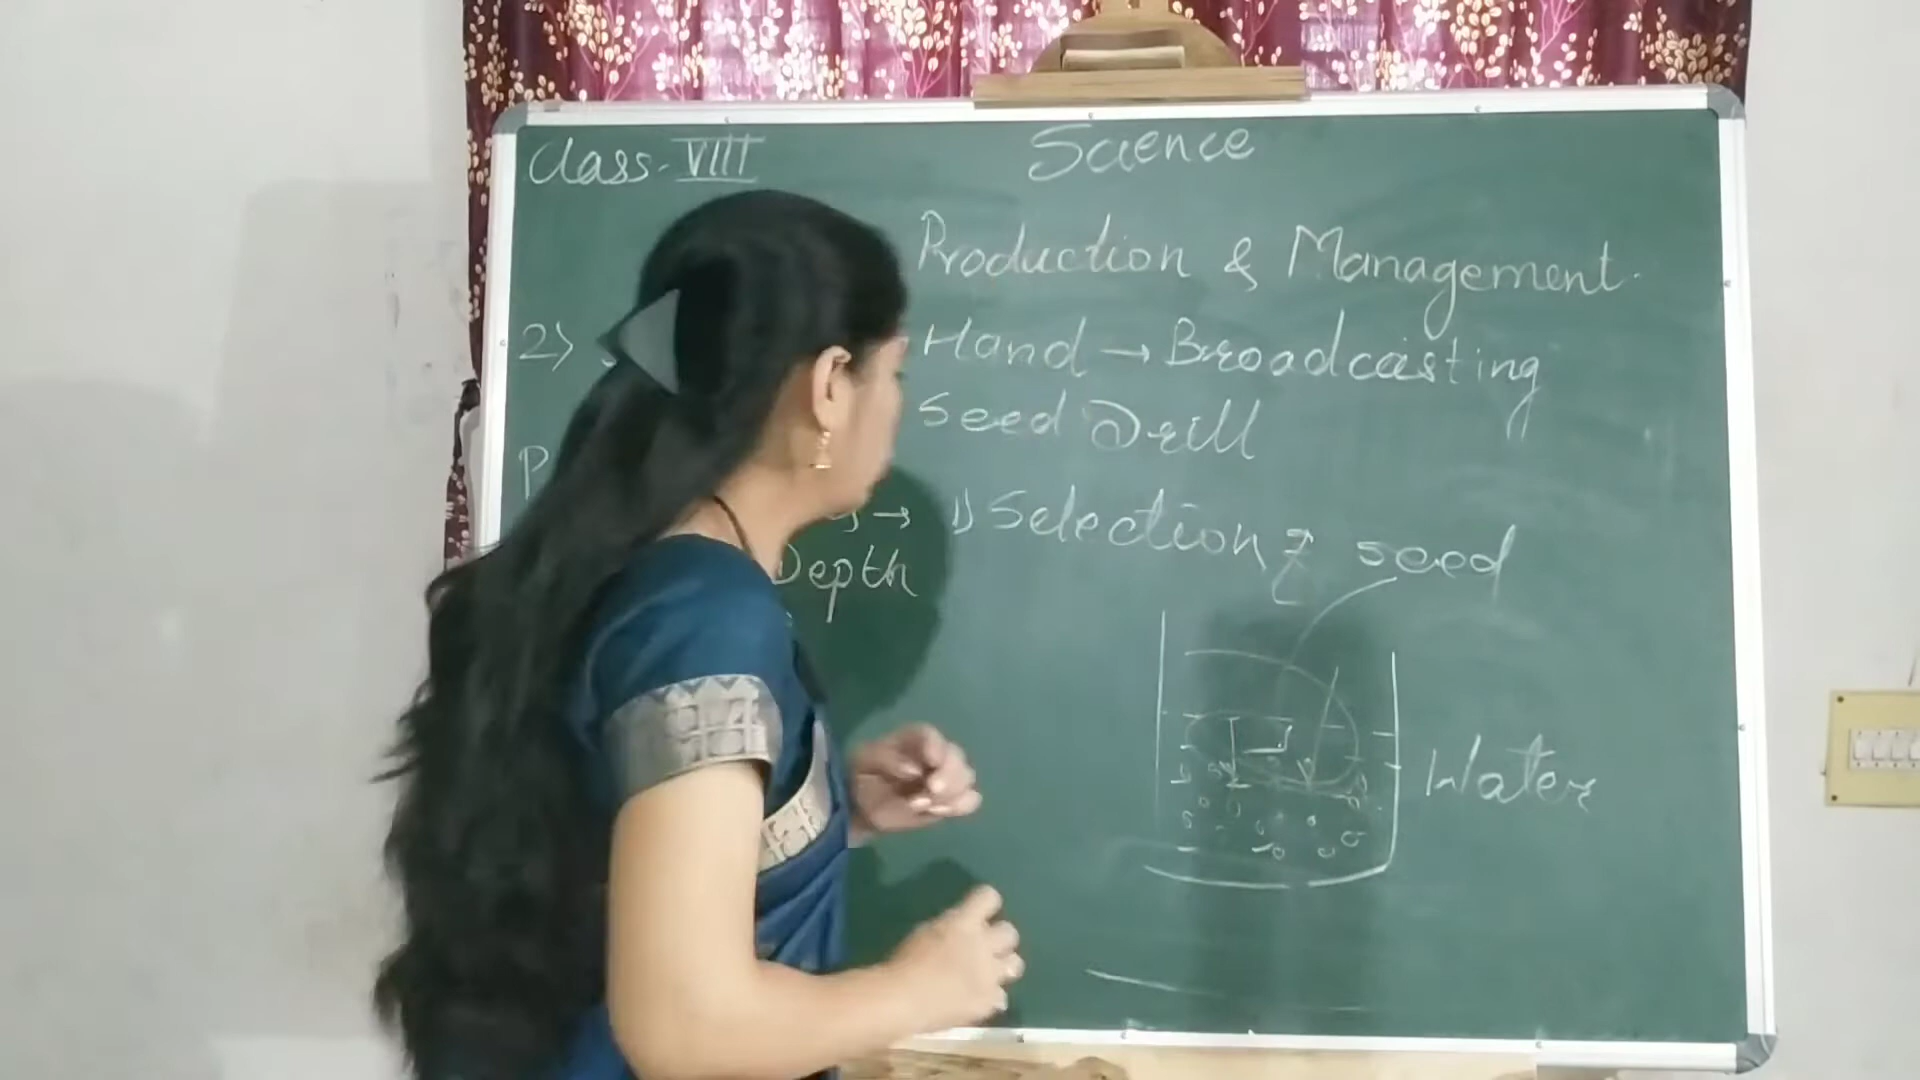 Class - VIII
Science
Production & Management.
2)
Hand → Broadcasting
Seed Drill
P
→ 1) Selection of seed
Depth
Water